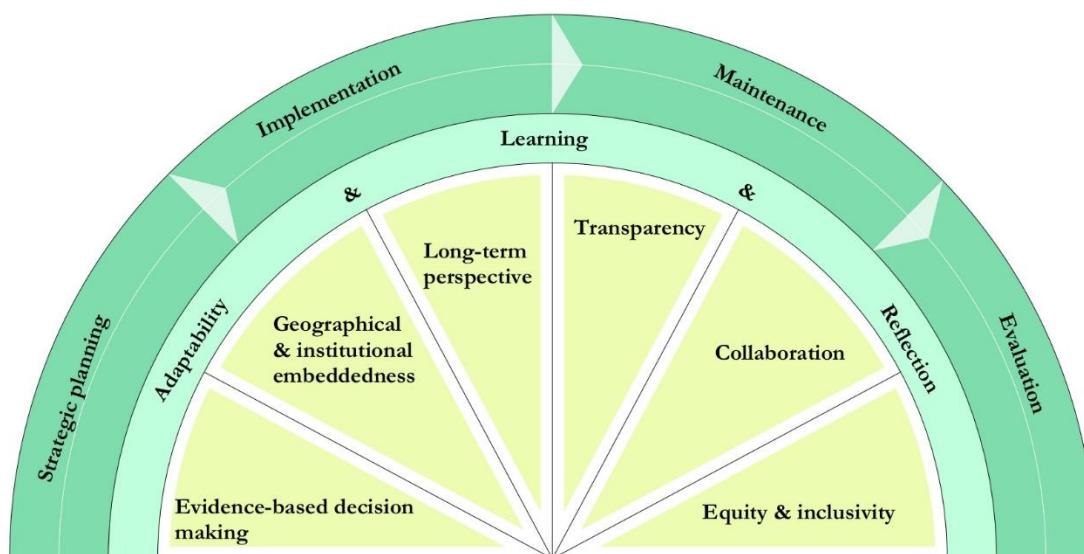 Strategic planning
Implementation
Maintenance
Evaluation
Adaptability
&
Learning
&
Reflection
Evidence-based decision
making
Geographical
& institutional
embeddedness
Long-term
perspective
Transparency
Collaboration
Equity & inclusivity